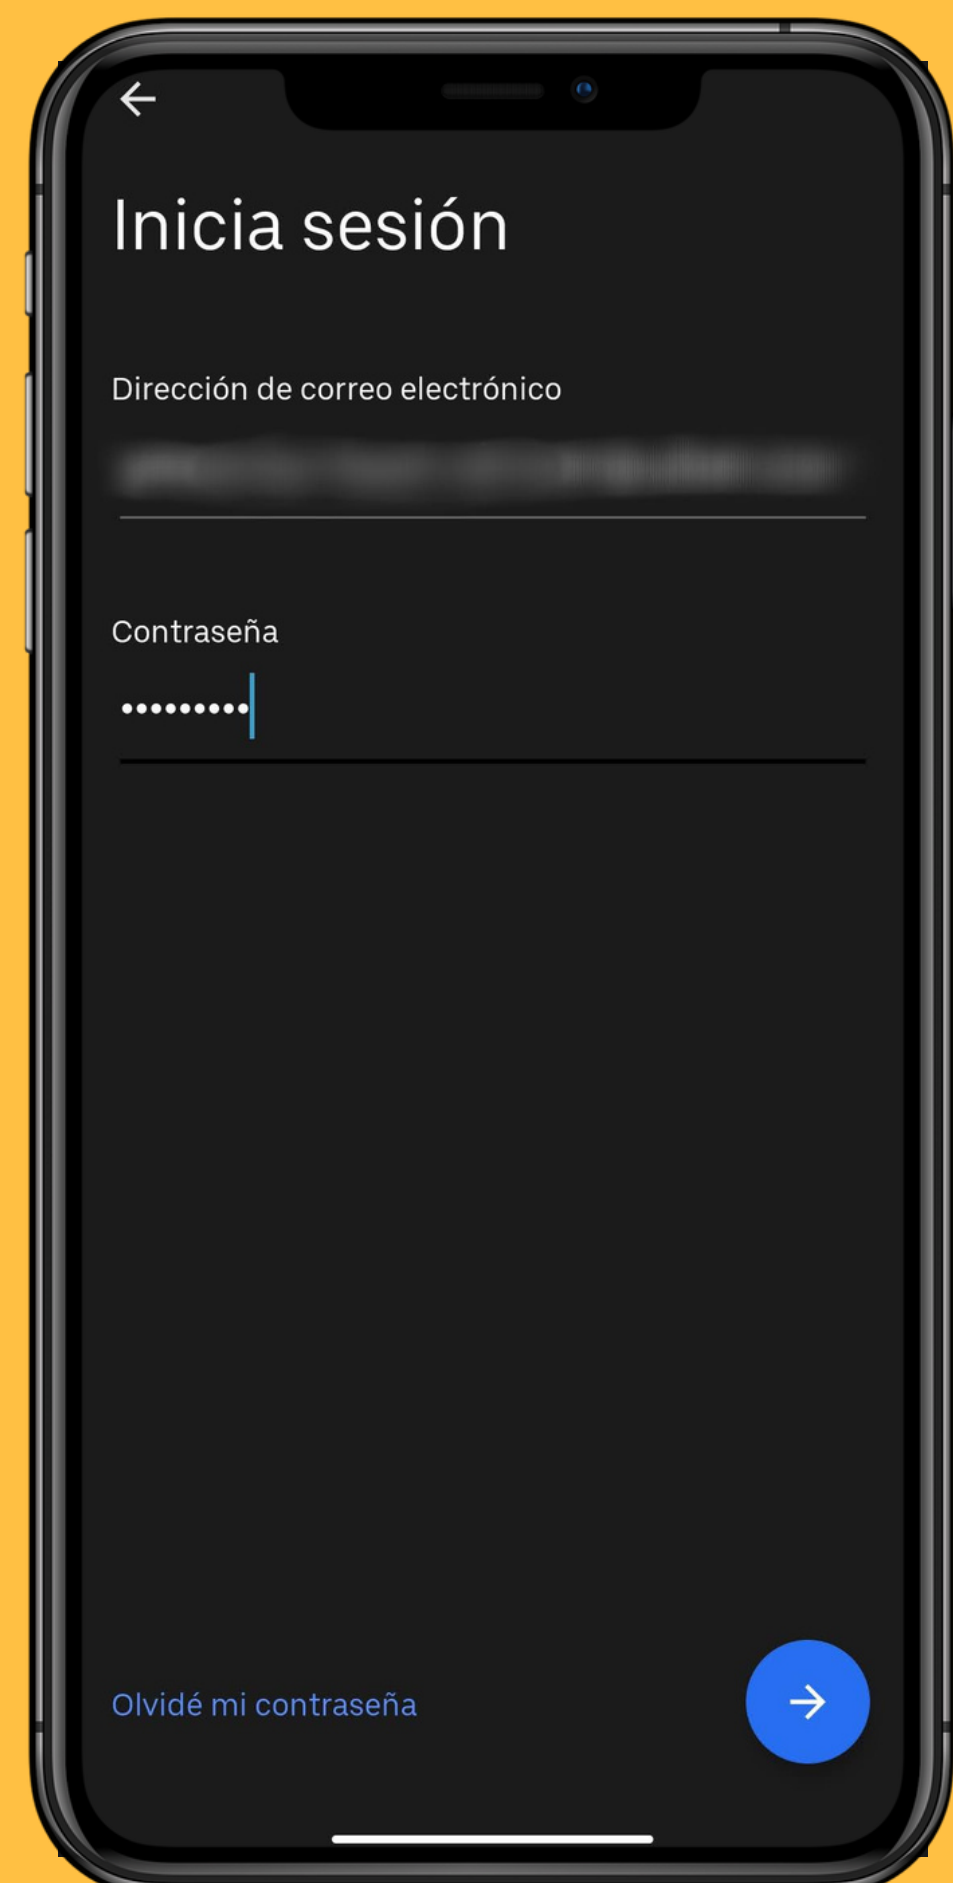 Inicia sesión
Dirección de correo electrónico
Contraseña
•••••••••
Olvidé mi contraseña